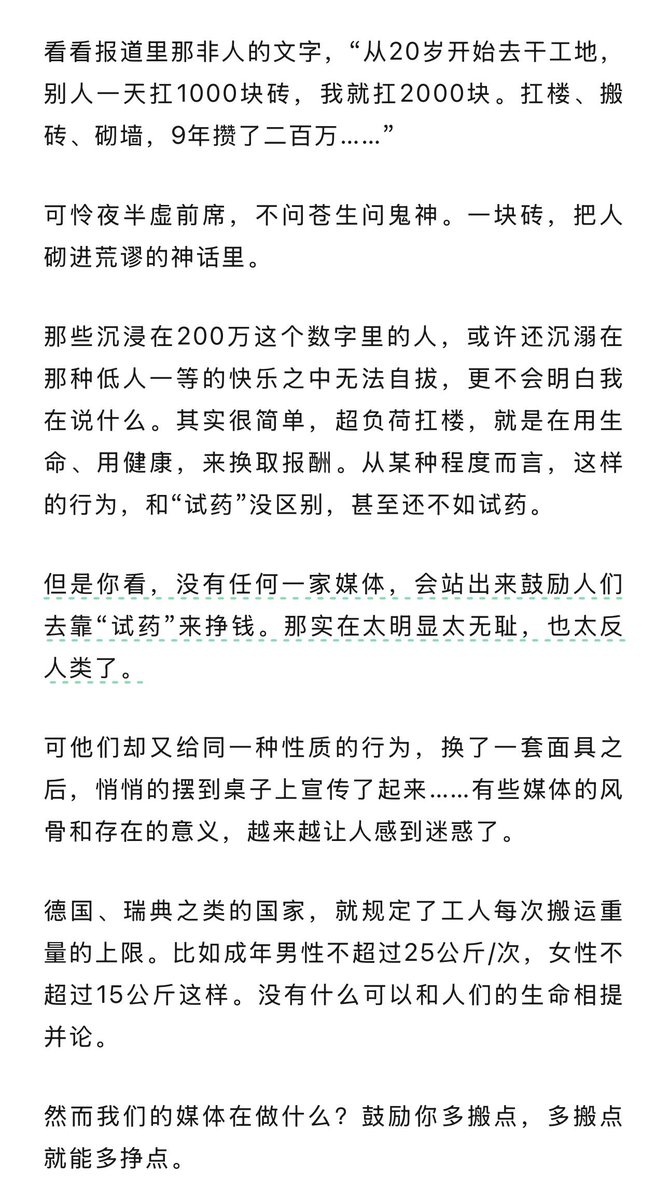 看看报道里那非人的文字，“从20岁开始去干工地，
别人一天扛1000块砖，我就扛2000块。扛楼、搬
砖、砌墙，9年攒了二百万……”
可怜夜半虚前席，不问苍生问鬼神。一块砖，把人
砌进荒谬的神话里。
那些沉浸在200万这个数字里的人，或许还沉溺在
那种低人一等的快乐之中无法自拔，更不会明白我
在说什么。其实很简单，超负荷扛楼，就是在用生
命、用健康，来换取报酬。从某种程度而言，这样
的行为，和“试药”没区别，甚至还不如试药。
但是你看，没有任何一家媒体，会站出来鼓励人们
去靠“试药”来挣钱。那实在太明显太无耻，也太反
人类了。
可他们却又给同一种性质的行为，换了一套面具之
后，悄悄的摆到桌子上宣传了起来……有些媒体的风
骨和存在的意义，越来越让人感到迷惑了。
德国、瑞典之类的国家，就规定了工人每次搬运重
量的上限。比如成年男性不超过25公斤/次，女性不
超过15公斤这样。没有什么可以和人们的生命相提
并论。
然而我们的媒体在做什么？鼓励你多搬点，多搬点
就能多挣点。